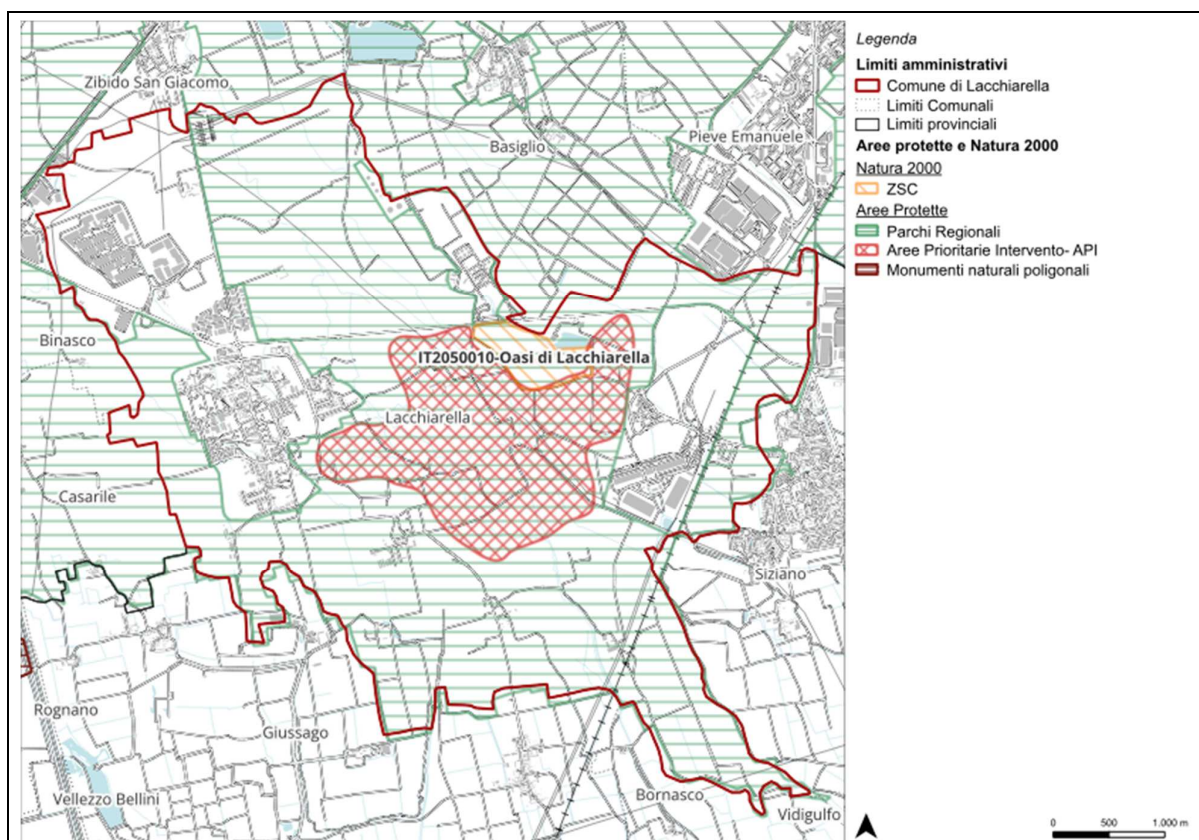 Zibido San Giacomo
Basiglio
Pieve Emanuele
Binasco
IT2050010-Oasi di Lacchiarella
Lacchiarella
Casarile
Siziano
Rognano
Giussago
Vellezzo Bellini
Bornasco
Vidigulfo
Legenda
Limiti amministrativi
Comune di Lacchiarella
Limiti Comunali
Limiti provinciali
Aree protette e Natura 2000
Natura 2000
ZSC
Aree Protette
Parchi Regionali
Aree Prioritarie Intervento- API
Monumenti naturali poligonali
0 500 1.000 m